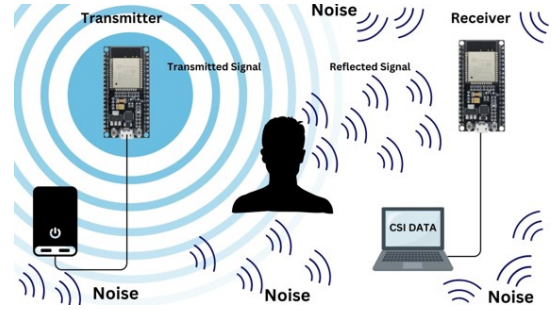 Noise
Transmitter
Receiver
Transmitted Signal
Reflected Signal
CSI DATA
Noise
Noise
Noise